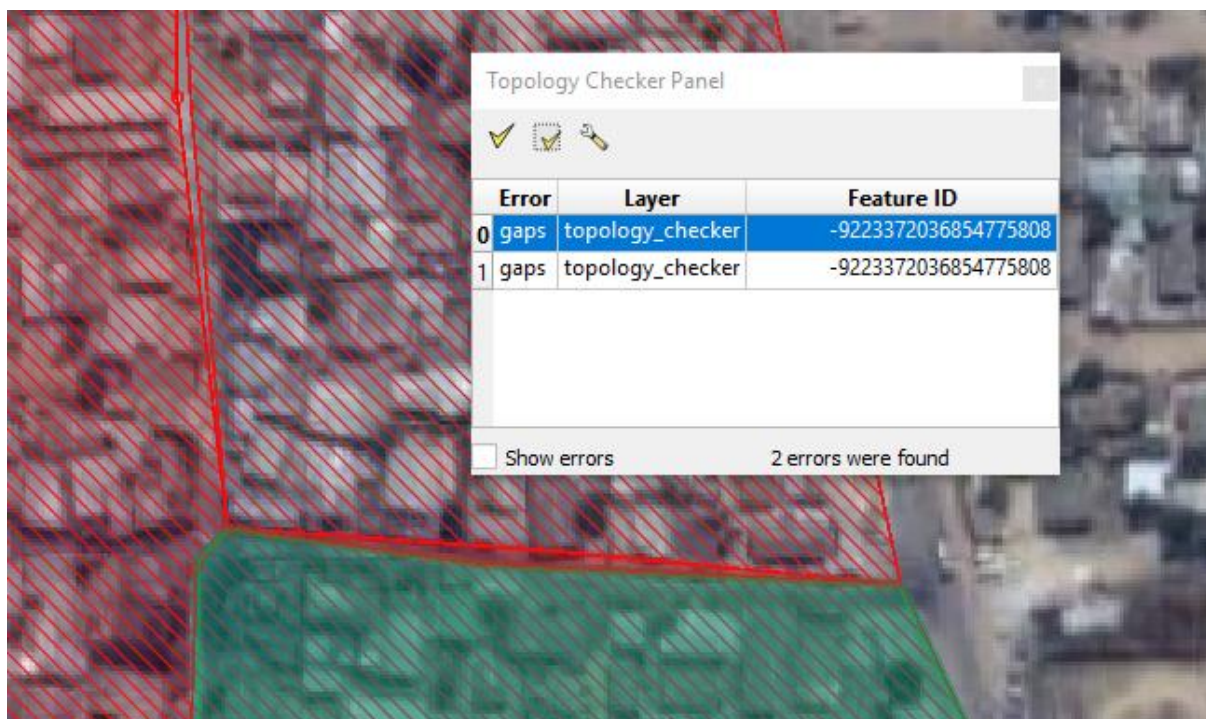 Topology Checker Panel
Error Layer Feature ID
0 gaps topology_checker -9223372036854775808
1 gaps topology_checker -9223372036854775808
Show errors 2 errors were found